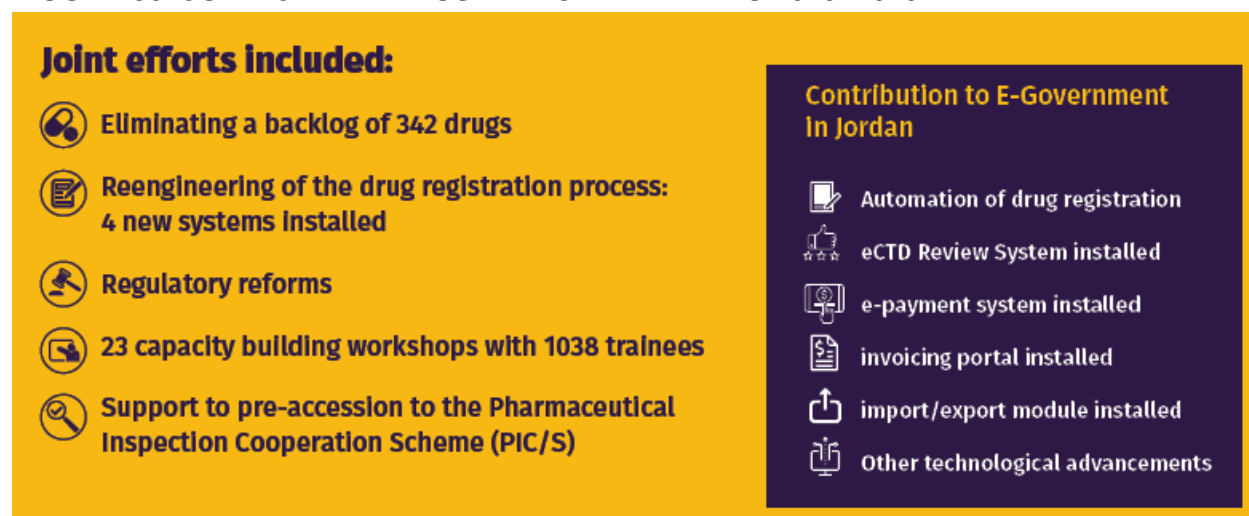 Joint efforts included:
Eliminating a backlog of 342 drugs
Reengineering of the drug registration process:
4 new systems installed
Regulatory reforms
23 capacity building workshops with 1038 trainees
Support to pre-accession to the Pharmaceutical
Inspection Cooperation Scheme (PIC/S)
Contribution to E-Government
in Jordan
Automation of drug registration
eCTD Review System installed
e-payment system installed
invoicing portal installed
import/export module installed
Other technological advancements